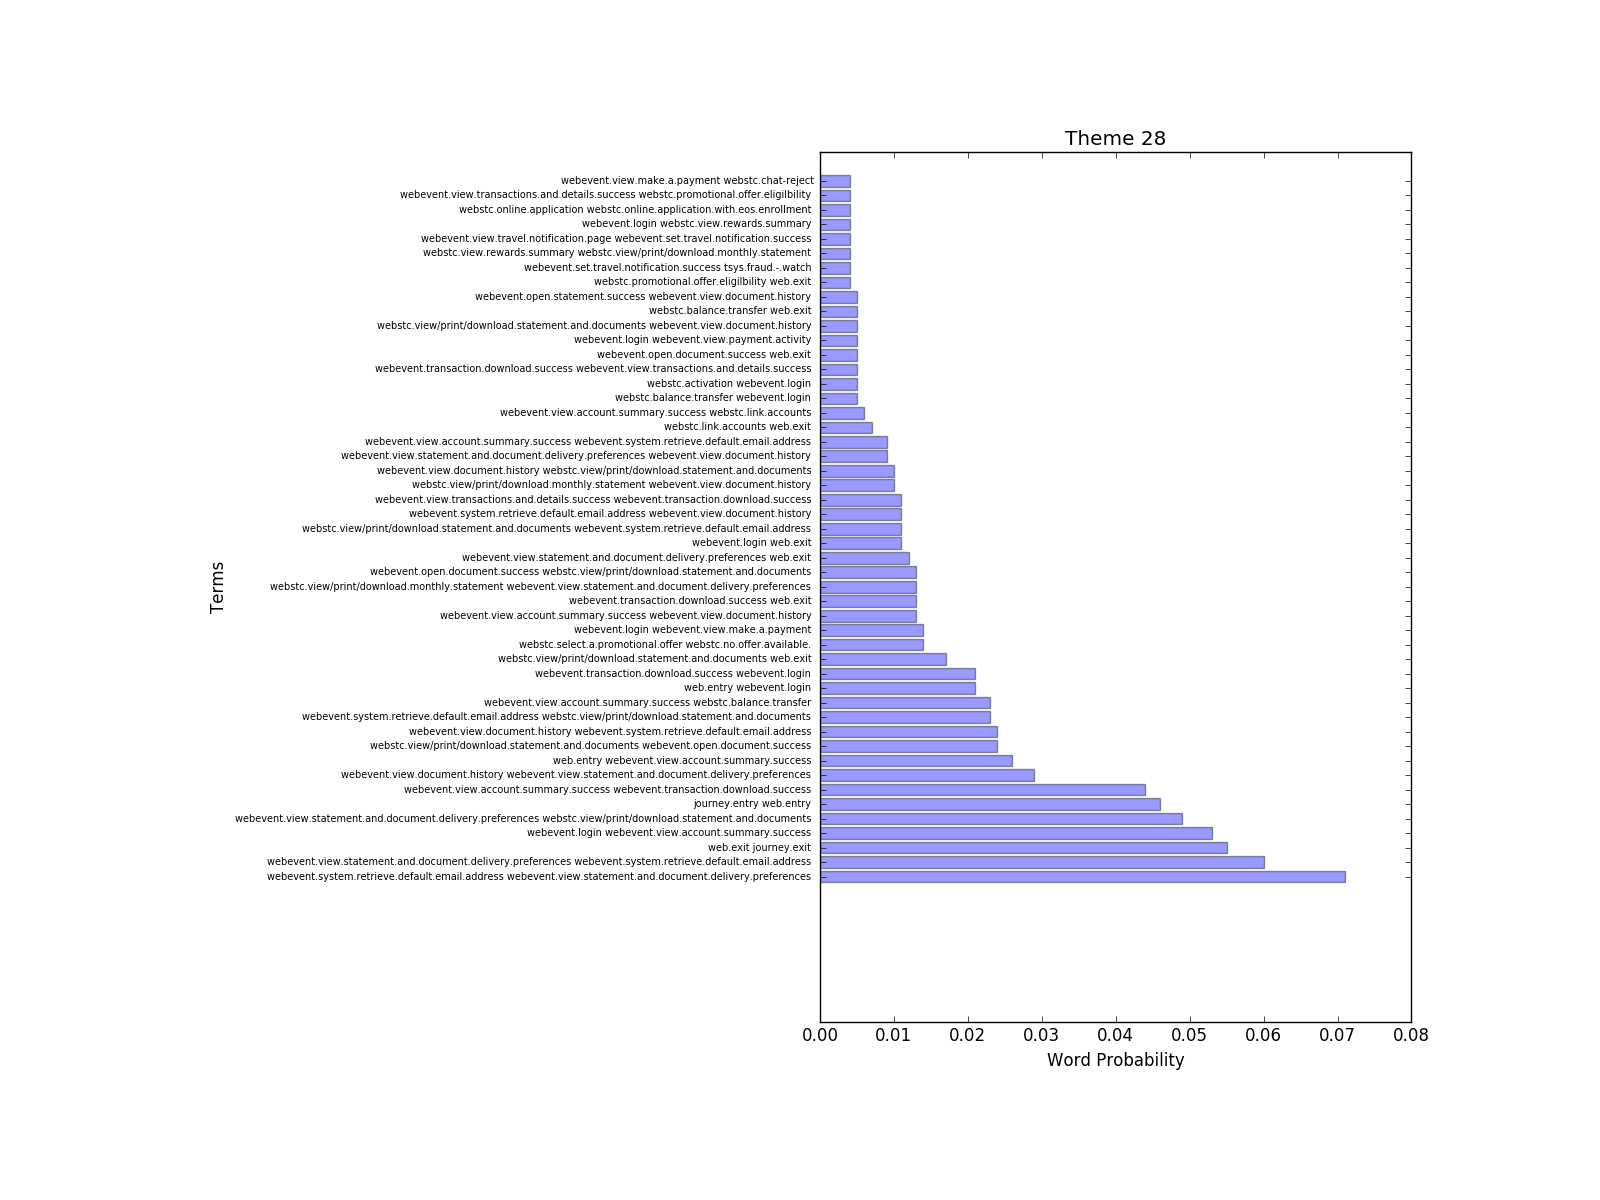 Theme 28
webevent.view.make.a.payment webstc.chat-reject
webevent.view.transactions.and.details.success webstc.promotional.offer.eligilbility
webstc.online.application webstc.online.application.with.eos.enrollment
webevent.login webstc.view.rewards.summary
webevent.view.travel.notification.page webevent.set.travel.notification.success
webstc.view.rewards.summary webstc.view/print/download.monthly.statement
webevent.set.travel.notification.success tsys.fraud.-.watch
webstc.promotional.offer.eligilbility web.exit
webevent.open.statement.success webevent.view.document.history
webstc.balance.transfer web.exit
webstc.view/print/download.statement.and.documents webevent.view.document.history
webevent.login webevent.view.payment.activity
webevent.open.document.success web.exit
webevent.transaction.download.success webevent.view.transactions.and.details.success
webstc.activation webevent.login
webstc.balance.transfer webevent.login
webevent.view.account.summary.success webstc.link.accounts
webstc.link.accounts web.exit
webevent.view.account.summary.success webevent.system.retrieve.default.email.address
webevent.view.statement.and.document.delivery.preferences webevent.view.document.history
webevent.view.document.history webstc.view/print/download.statement.and.documents
webstc.view/print/download.monthly.statement webevent.view.document.history
webevent.view.transactions.and.details.success webevent.transaction.download.success
webevent.system.retrieve.default.email.address webevent.view.document.history
webstc.view/print/download.statement.and.documents webevent.system.retrieve.default.email.address
webevent.login web.exit
webevent.view.statement.and.document.delivery.preferences web.exit
webevent.open.document.success webstc.view/print/download.statement.and.documents
webstc.view/print/download.monthly.statement webevent.view.statement.and.document.delivery.preferences
webevent.transaction.download.success web.exit
webevent.view.account.summary.success webevent.view.document.history
webevent.login webevent.view.make.a.payment
webstc.select.a.promotional.offer webstc.no.offer.available.
webstc.view/print/download.statement.and.documents web.exit
webevent.transaction.download.success webevent.login
web.entry webevent.login
webevent.view.account.summary.success webstc.balance.transfer
webevent.system.retrieve.default.email.address webstc.view/print/download.statement.and.documents
webevent.view.document.history webevent.system.retrieve.default.email.address
webstc.view/print/download.statement.and.documents webevent.open.document.success
web.entry webevent.view.account.summary.success
webevent.view.document.history webevent.view.statement.and.document.delivery.preferences
webevent.view.account.summary.success webevent.transaction.download.success
journey.entry web.entry
webevent.view.statement.and.document.delivery.preferences webstc.view/print/download.statement.and.documents
webevent.login webevent.view.account.summary.success
web.exit journey.exit
webevent.view.statement.and.document.delivery.preferences webevent.system.retrieve.default.email.address
webevent.system.retrieve.default.email.address webevent.view.statement.and.document.delivery.preferences
Terms
0.00 0.01 0.02 0.03 0.04 0.05 0.06 0.07 0.08
Word Probability